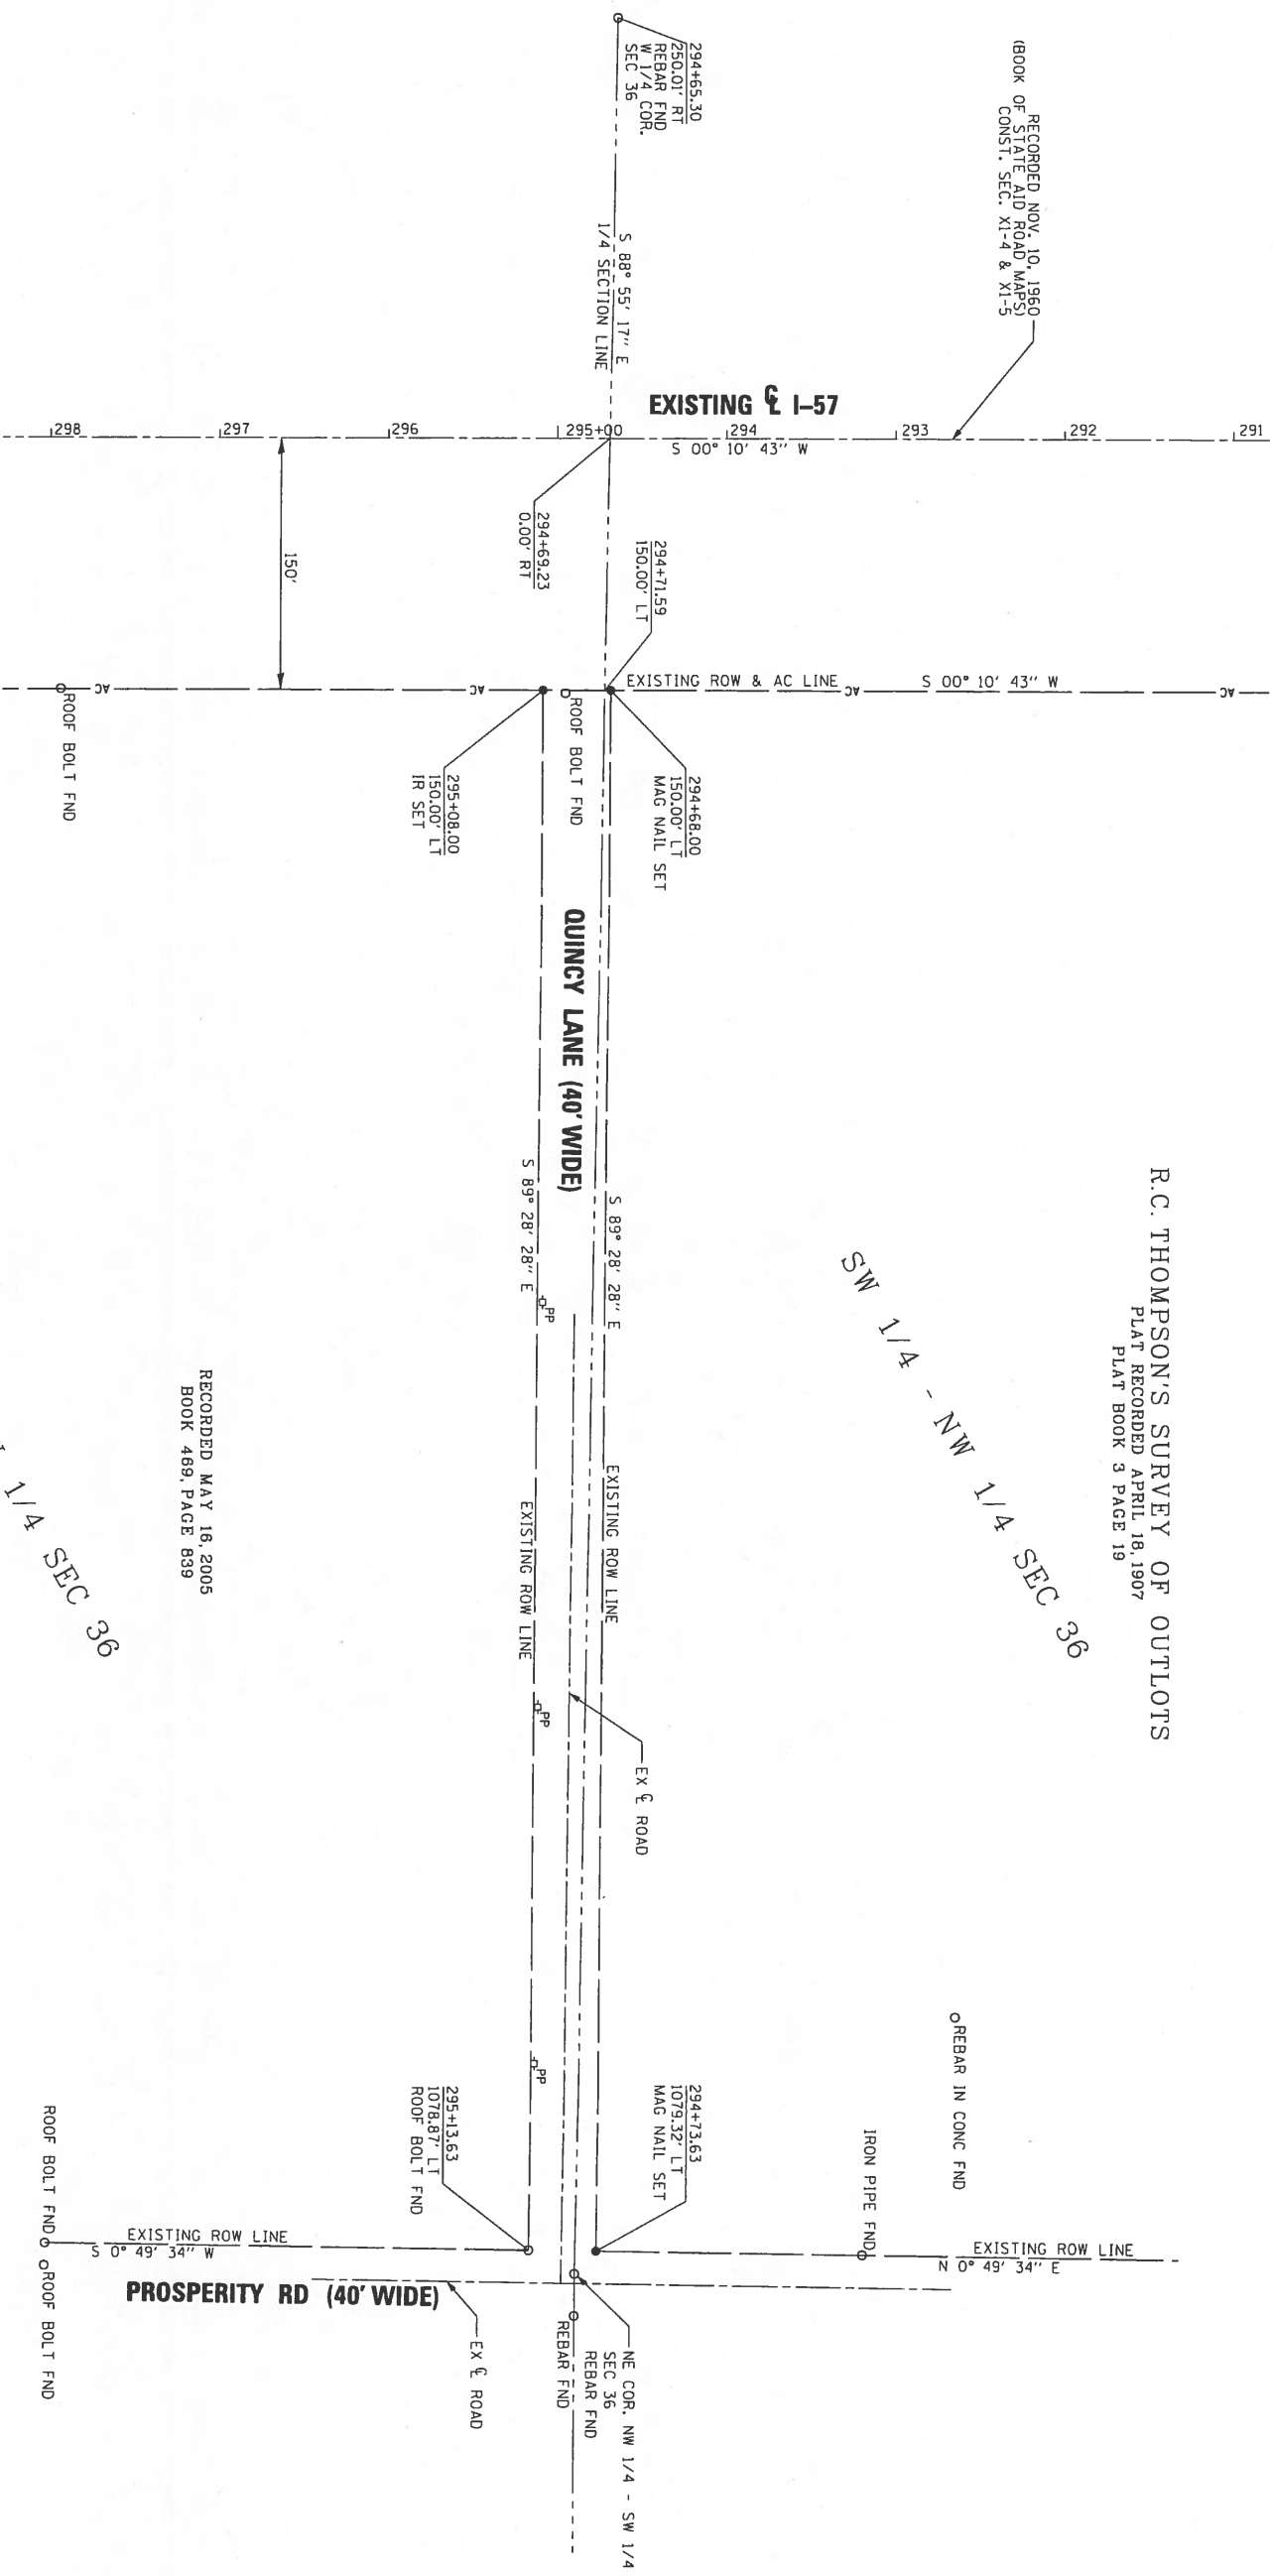 RECORDED NOV. 10, 1960
(BOOK OF STATE AID ROAD MAPS)
CONST. SEC. X1-4 & X1-5
294+65.30
250.01' RT
REBAR FND
W 1/4 COR.
SEC 36
S 88° 55' 17" E
1/4 SECTION LINE
EXISTING ℄ I-57
298
297
296
295+00
294
293
292
291
S 00° 10' 43" W
294+69.23
0.00' RT
294+71.59
150.00' LT
150'
EXISTING ROW & AC LINE
S 00° 10' 43" W
AC
AC
AC
AC
ROOF BOLT FND
ROOF BOLT FND
294+68.00
150.00' LT
MAG NAIL SET
295+08.00
150.00' LT
IR SET
QUINCY LANE (40' WIDE)
S 89° 28' 28" E
S 89° 28' 28" E
R.C. THOMPSON'S SURVEY OF OUTLOTS
PLAT RECORDED APRIL 18, 1907
PLAT BOOK 3 PAGE 19
SW 1/4 - NW 1/4 SEC 36
PP
EXISTING ROW LINE
EXISTING ROW LINE
RECORDED MAY 16, 2005
BOOK 469, PAGE 839
1/4 SEC 36
PP
EX ℄ ROAD
PP
REBAR IN CONC FND
IRON PIPE FND
294+73.63
1079.32' LT
MAG NAIL SET
295+13.63
1078.87' LT
ROOF BOLT FND
ROOF BOLT FND
ROOF BOLT FND
EXISTING ROW LINE
S 0° 49' 34" W
EXISTING ROW LINE
N 0° 49' 34" E
PROSPERITY RD (40' WIDE)
EX ℄ ROAD
REBAR FND
NE COR. NW 1/4 - SW 1/4
SEC 36
REBAR FND